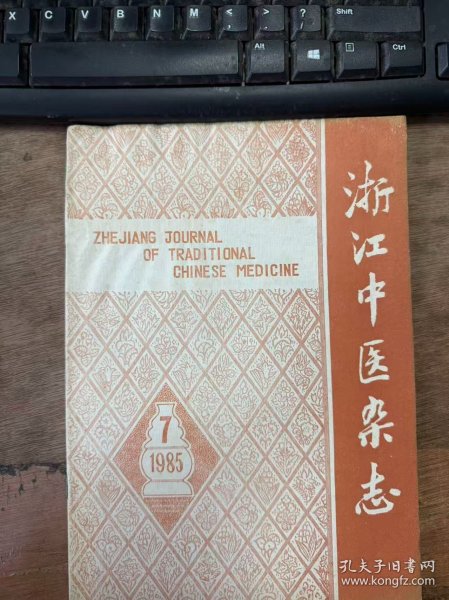 X C V B N M < , > . ? / Shift
Alt Ctrl
ZHEJIANG JOURNAL
OF TRADITIONAL
CHINESE MEDICINE
浙江中医杂志
7
1985
孔夫子旧书网
www.kongfz.com